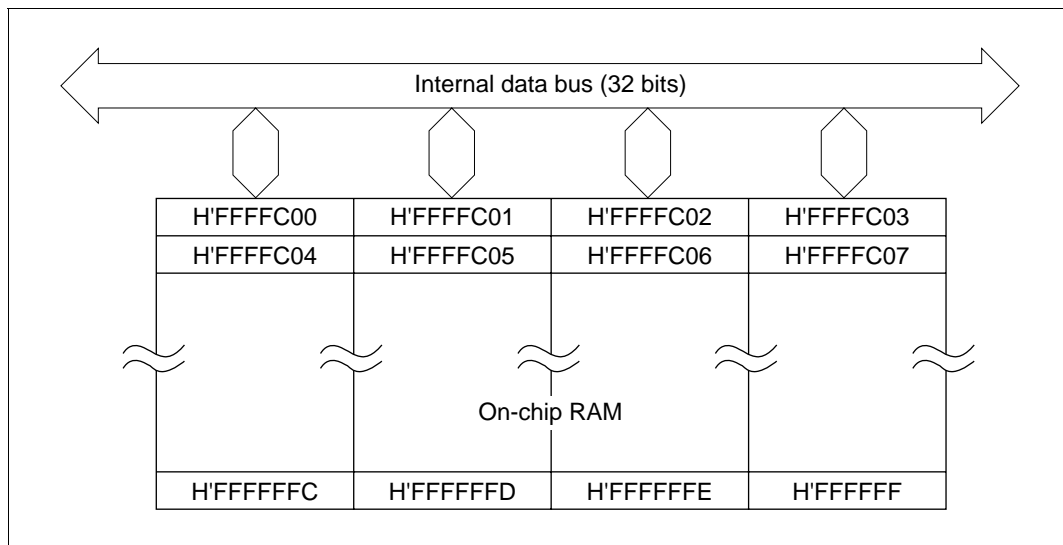 Internal data bus (32 bits)
H'FFFFC00 H'FFFFC01 H'FFFFC02 H'FFFFC03
H'FFFFC04 H'FFFFC05 H'FFFFC06 H'FFFFC07
On-chip RAM
H'FFFFFFC H'FFFFFFD H'FFFFFFE H'FFFFFF